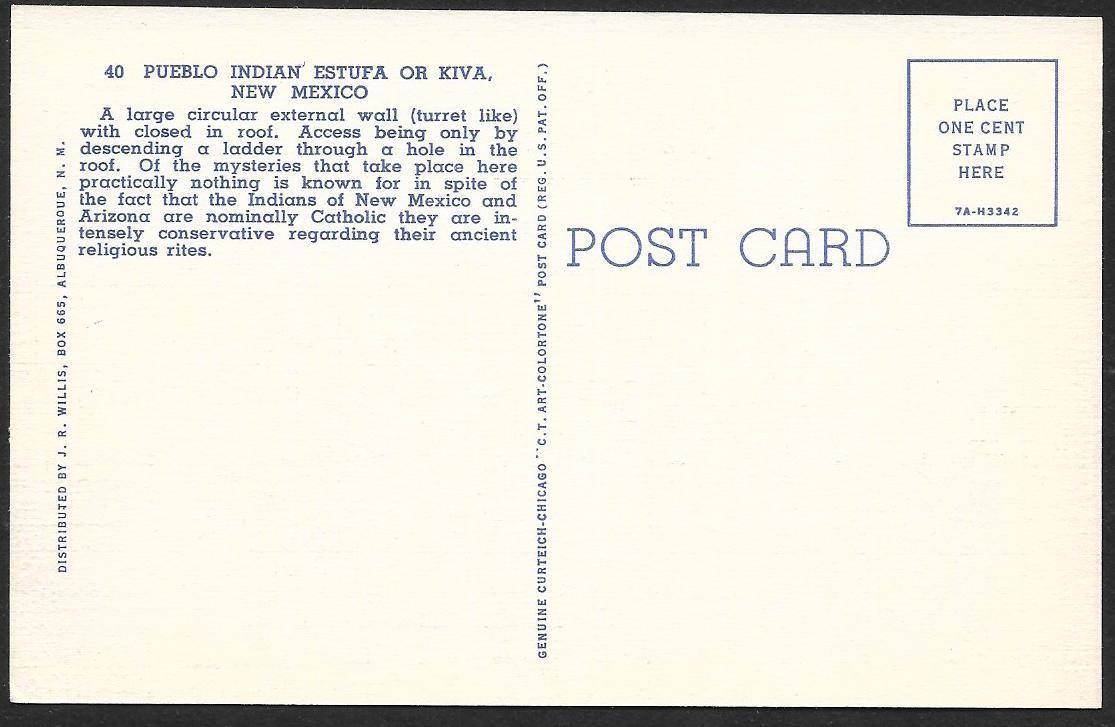 40 PUEBLO INDIAN ESTUFA OR KIVA,
NEW MEXICO
A large circular external wall (turret like)
with closed in roof. Access being only by
descending a ladder through a hole in the
roof. Of the mysteries that take place here
practically nothing is known for in spite of
the fact that the Indians of New Mexico and
Arizona are nominally Catholic they are in-
tensely conservative regarding their ancient
religious rites.
DISTRIBUTED BY J. R. WILLIS, BOX 665, ALBUQUERQUE, N. M.
GENUINE CURTEICH-CHICAGO "C.T. ART-COLORTONE" POST CARD (REG. U.S. PAT. OFF.)
POST CARD
PLACE
ONE CENT
STAMP
HERE
7A-H3342